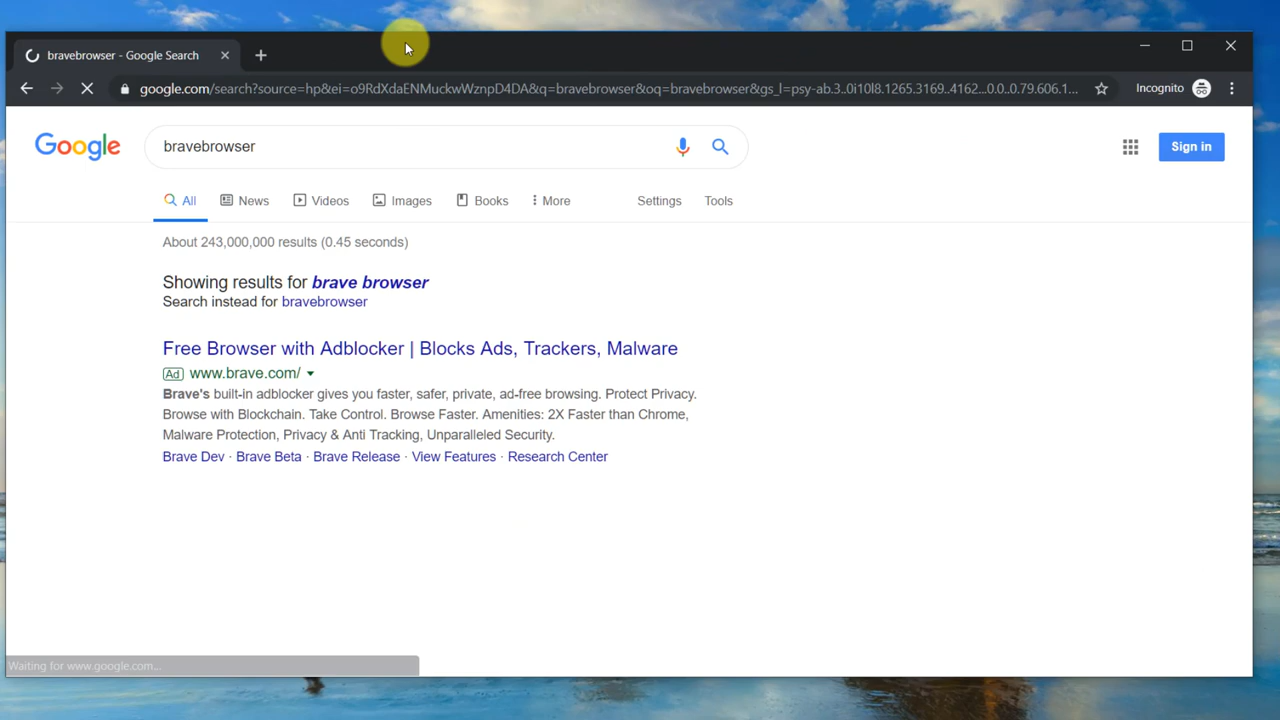 bravebrowser - Google Search
google.com/search?source=hp&ei=o9RdXdaENMuckwWznpD4DA&q=bravebrowser&oq=bravebrowser&gs_l=psy-ab.3..0i10l8.1265.3169..4162...0.0..0.79.606.1... Incognito
Google bravebrowser Sign in
All News Videos Images Books More Settings Tools
About 243,000,000 results (0.45 seconds)
Showing results for brave browser
Search instead for bravebrowser
Free Browser with Adblocker | Blocks Ads, Trackers, Malware
Ad www.brave.com/
Brave's built-in adblocker gives you faster, safer, private, ad-free browsing. Protect Privacy.
Browse with Blockchain. Take Control. Browse Faster. Amenities: 2X Faster than Chrome,
Malware Protection, Privacy & Anti Tracking, Unparalleled Security.
Brave Dev · Brave Beta · Brave Release · View Features · Research Center
Waiting for www.google.com...